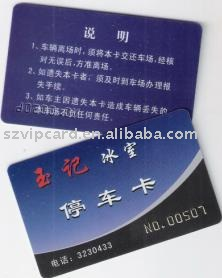 说 明
1、车辆离场时，须将本卡交还车场，经核
对无误后，方准离场。
2、如遗失本卡者，须及时到车场办理报
失手续。
3、如车主因遗失本卡造成车辆丢失的
本车场不负任何责任。
玉记 冰室
停车卡
NO.00507
电话：3230433
szvipcard.en.alibaba.com